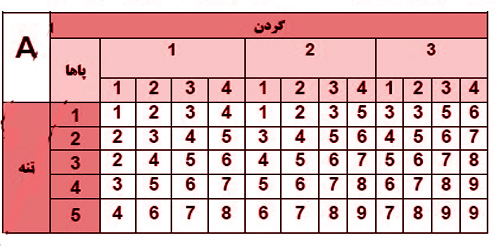 A گردن
پاها 1 2 3
1 2 3 4 1 2 3 4 1 2 3 4
تنه 1 1 2 3 4 1 2 3 5 3 3 5 6
2 2 3 4 5 3 4 5 6 4 5 6 7
3 2 4 5 6 4 5 6 7 5 6 7 8
4 3 5 6 7 5 6 7 8 6 7 8 9
5 4 6 7 8 6 7 8 9 7 8 9 9